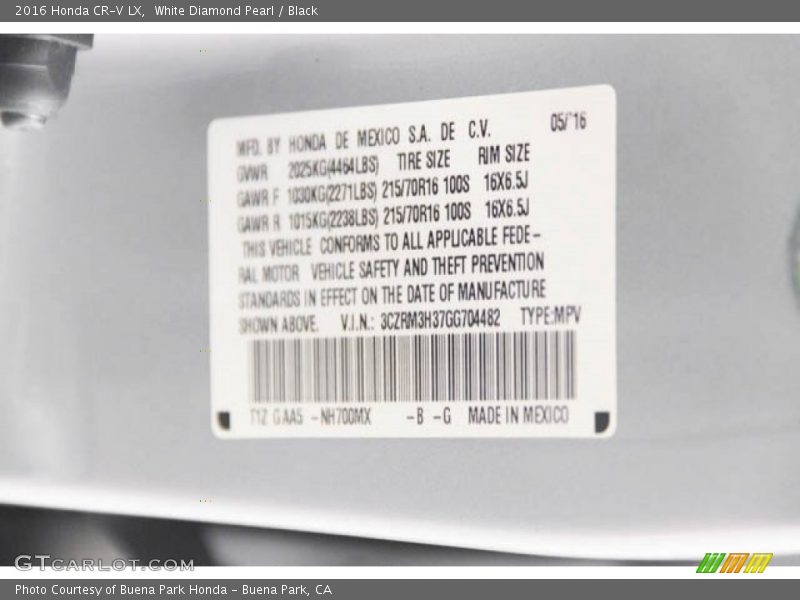 2016 Honda CR-V LX, White Diamond Pearl / Black
MFD. BY HONDA DE MEXICO S.A. DE C.V. 05/'16
GVWR 2025KG(4464LBS) TIRE SIZE RIM SIZE
GAWR F 1030KG(2271LBS) 215/70R16 100S 16X6.5J
GAWR R 1015KG(2238LBS) 215/70R16 100S 16X6.5J
THIS VEHICLE CONFORMS TO ALL APPLICABLE FEDE-
RAL MOTOR VEHICLE SAFETY AND THEFT PREVENTION
STANDARDS IN EFFECT ON THE DATE OF MANUFACTURE
SHOWN ABOVE. V.I.N.: 3CZRM3H37GG704482 TYPE:MPV
T1Z GAA5 -NH700MX -B -G MADE IN MEXICO
GTCARLOT.COM
Photo Courtesy of Buena Park Honda - Buena Park, CA